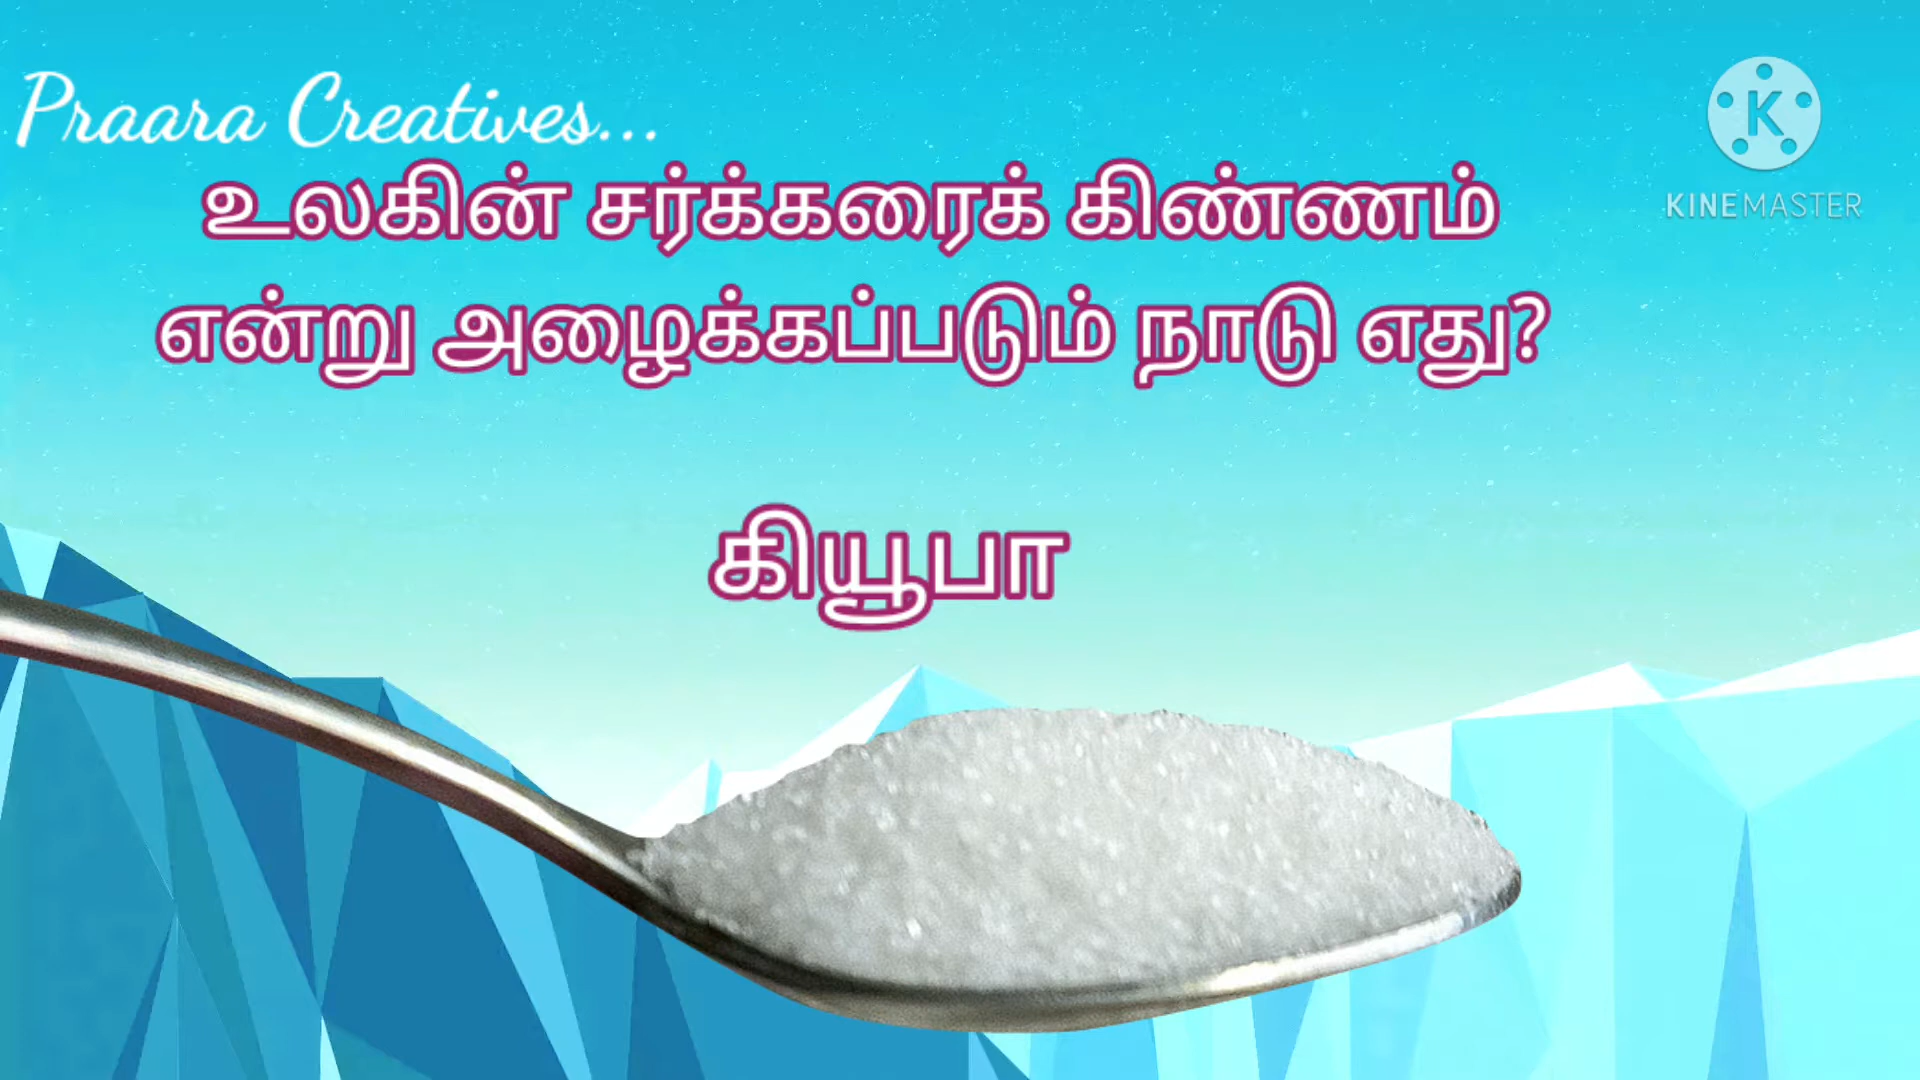 Praara Creatives...
K
KINEMASTER
உலகின் சர்க்கரைக் கிண்ணம்
என்று அழைக்கப்படும் நாடு எது?
கியூபா